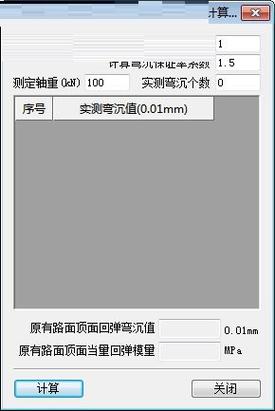 计算...
1
计算弯沉保证率系数 1.5
测定轴重(kN) 100 实测弯沉个数 0
序号 实测弯沉值(0.01mm)
原有路面顶面回弹弯沉值 0.01mm
原有路面顶面当量回弹模量 MPa
计算 关闭